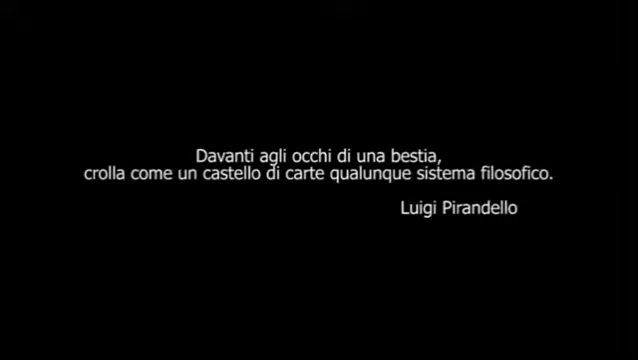 Davanti agli occhi di una bestia,
crolla come un castello di carte qualunque sistema filosofico.
Luigi Pirandello